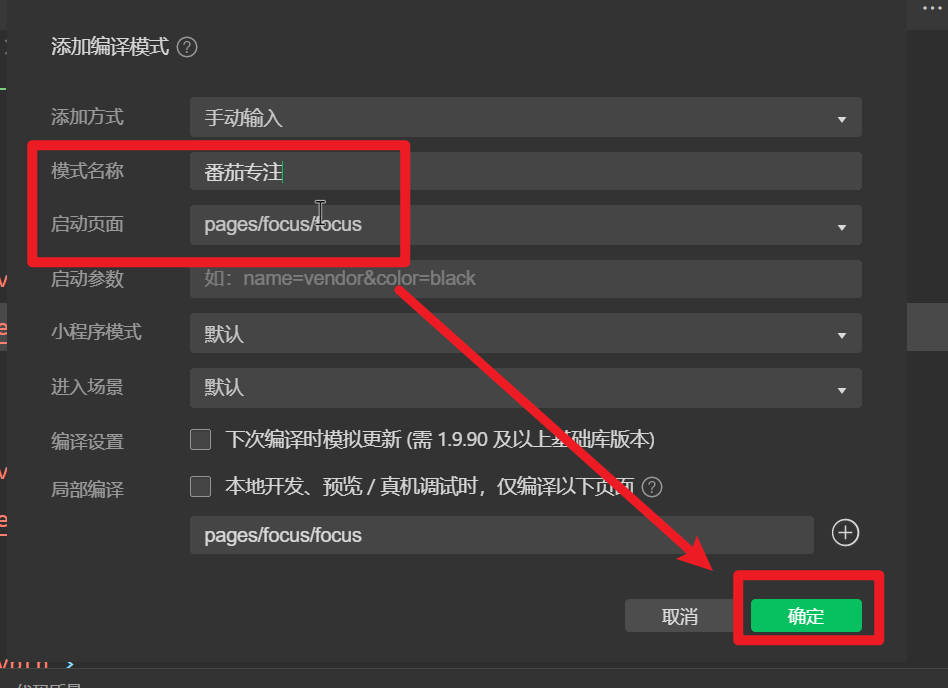 添加编译模式 ?
添加方式 手动输入
模式名称 番茄专注
启动页面 pages/focus/focus
启动参数 如：name=vendor&color=black
小程序模式 默认
进入场景 默认
编译设置 下次编译时模拟更新 (需 1.9.90 及以上基础库版本)
局部编译 本地开发、预览 / 真机调试时，仅编译以下页面 ?
pages/focus/focus
取消 确定